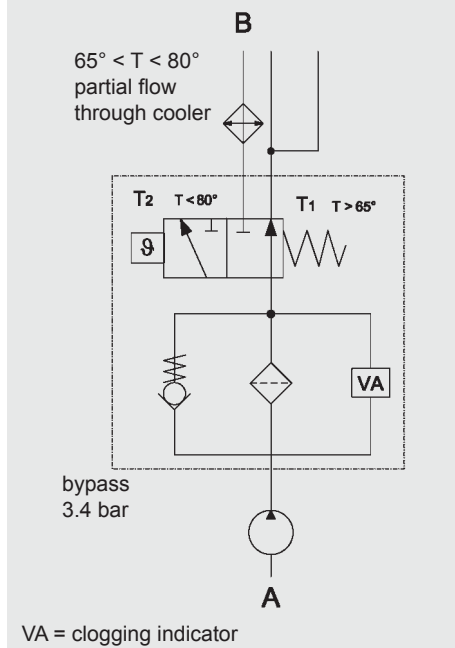 B
65° < T < 80°
partial flow
through cooler
T2 T < 80°
T1 T > 65°
ϑ
VA
bypass
3.4 bar
A
VA = clogging indicator